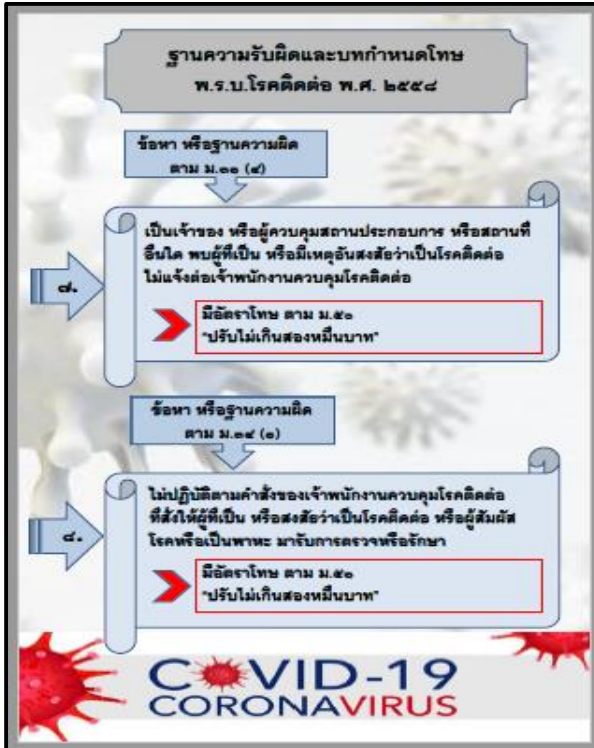 ฐานความรับผิดและบทกำหนดโทษ
พ.ร.บ.โรคติดต่อ พ.ศ. ๒๕๕๘
ข้อหา หรือฐานความผิด
ตาม ม.๓๑ (๔)
๗.
เป็นเจ้าของ หรือผู้ควบคุมสถานประกอบการ หรือสถานที่
อื่นใด พบผู้ที่เป็น หรือมีเหตุอันสงสัยว่าเป็นโรคติดต่อ
ไม่แจ้งต่อเจ้าพนักงานควบคุมโรคติดต่อ
มีอัตราโทษ ตาม ม.๕๐
"ปรับไม่เกินสองหมื่นบาท"
ข้อหา หรือฐานความผิด
ตาม ม.๓๔ (๑)
๘.
ไม่ปฏิบัติตามคำสั่งของเจ้าพนักงานควบคุมโรคติดต่อ
ที่สั่งให้ผู้ที่เป็น หรือสงสัยว่าเป็นโรคติดต่อ หรือผู้สัมผัส
โรคหรือเป็นพาหะ มารับการตรวจหรือรักษา
มีอัตราโทษ ตาม ม.๕๑
"ปรับไม่เกินสองหมื่นบาท"
COVID-19
CORONAVIRUS